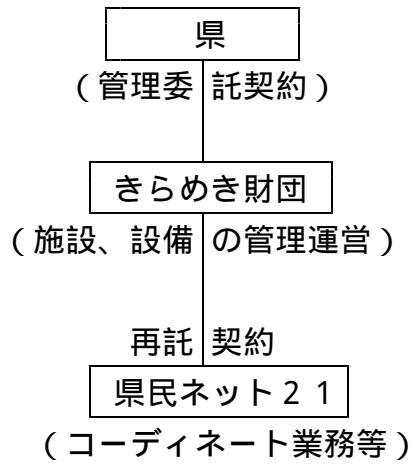 県
(管理委託契約)
きらめき財団
(施設、設備の管理運営)
再託契約
県民ネット21
(コーディネート業務等)